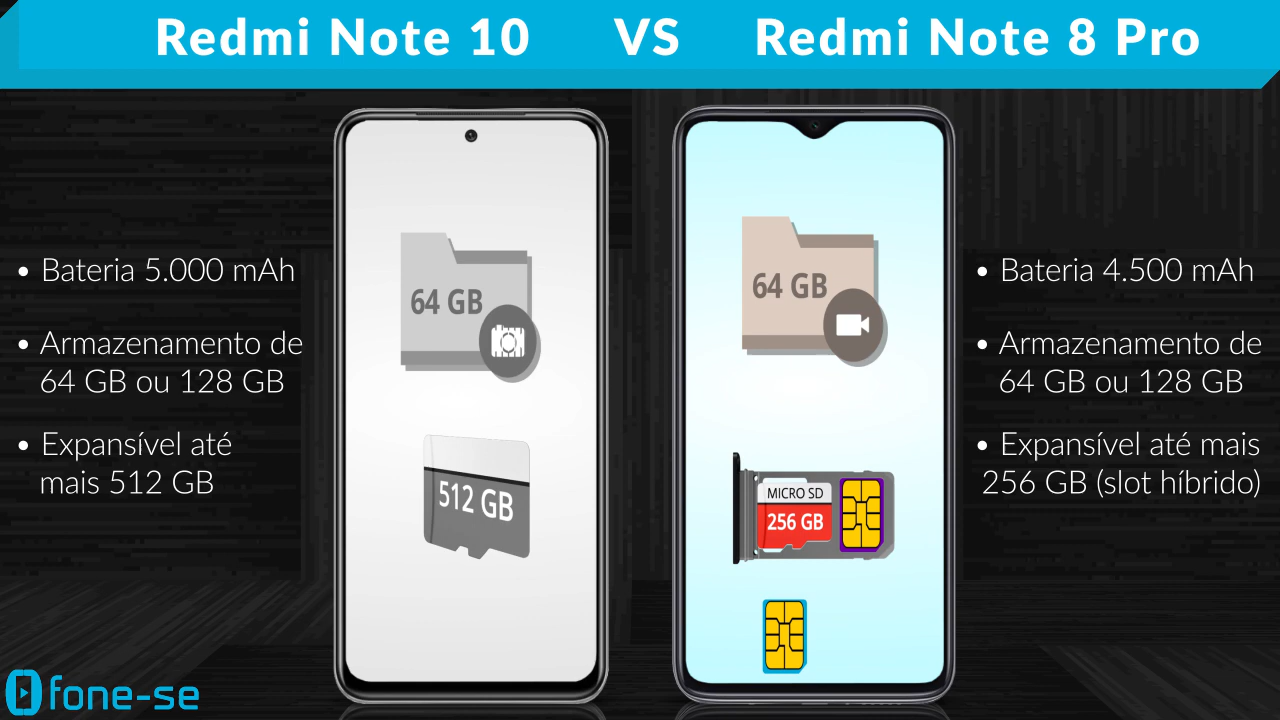 Redmi Note 10 VS Redmi Note 8 Pro
• Bateria 5.000 mAh
• Armazenamento de
64 GB ou 128 GB
• Expansível até
mais 512 GB
64 GB
512 GB
64 GB
MICRO SD
256 GB
• Bateria 4.500 mAh
• Armazenamento de
64 GB ou 128 GB
• Expansível até mais
256 GB (slot híbrido)
fone-se